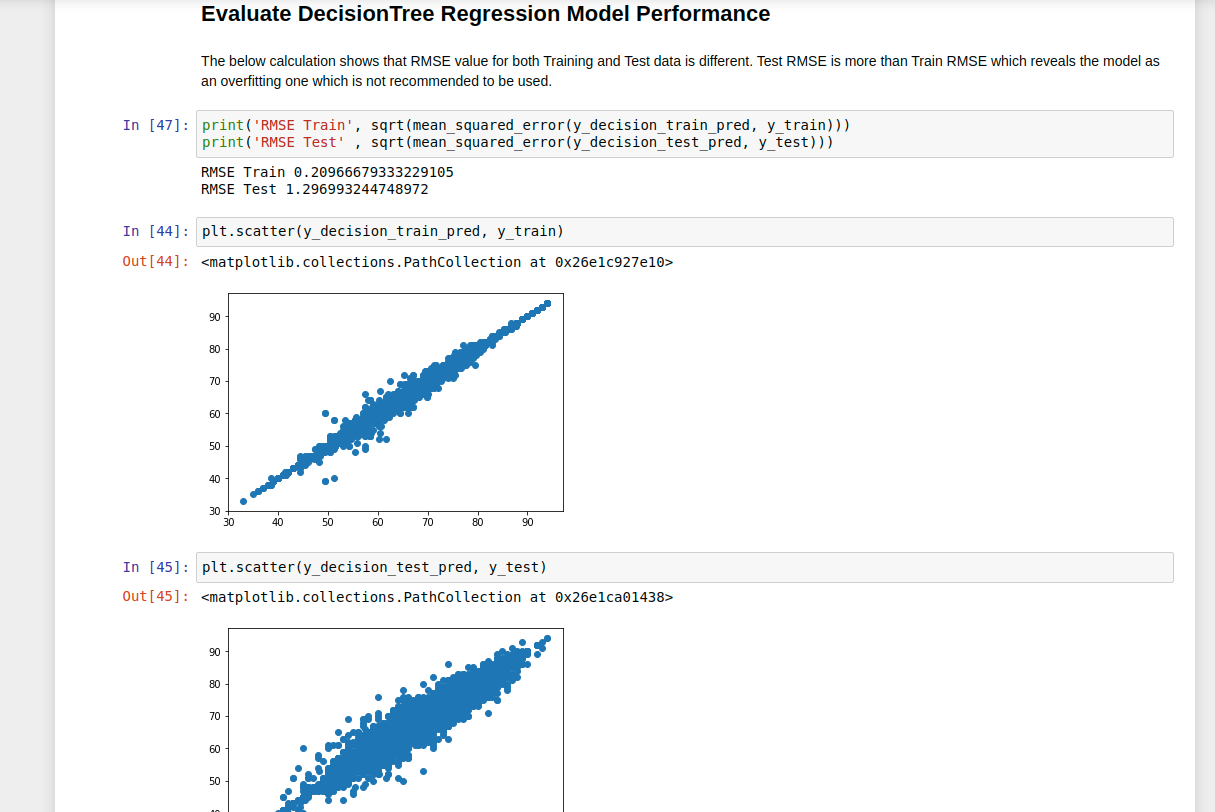 Evaluate DecisionTree Regression Model Performance
The below calculation shows that RMSE value for both Training and Test data is different. Test RMSE is more than Train RMSE which reveals the model as
an overfitting one which is not recommended to be used.
In [47]: print('RMSE Train', sqrt(mean_squared_error(y_decision_train_pred, y_train)))
print('RMSE Test' , sqrt(mean_squared_error(y_decision_test_pred, y_test)))
RMSE Train 0.20966679333229105
RMSE Test 1.296993244748972
In [44]: plt.scatter(y_decision_train_pred, y_train)
Out[44]: <matplotlib.collections.PathCollection at 0x26e1c927e10>
90
80
70
60
50
40
30
30 40 50 60 70 80 90
In [45]: plt.scatter(y_decision_test_pred, y_test)
Out[45]: <matplotlib.collections.PathCollection at 0x26e1ca01438>
90
80
70
60
50
40